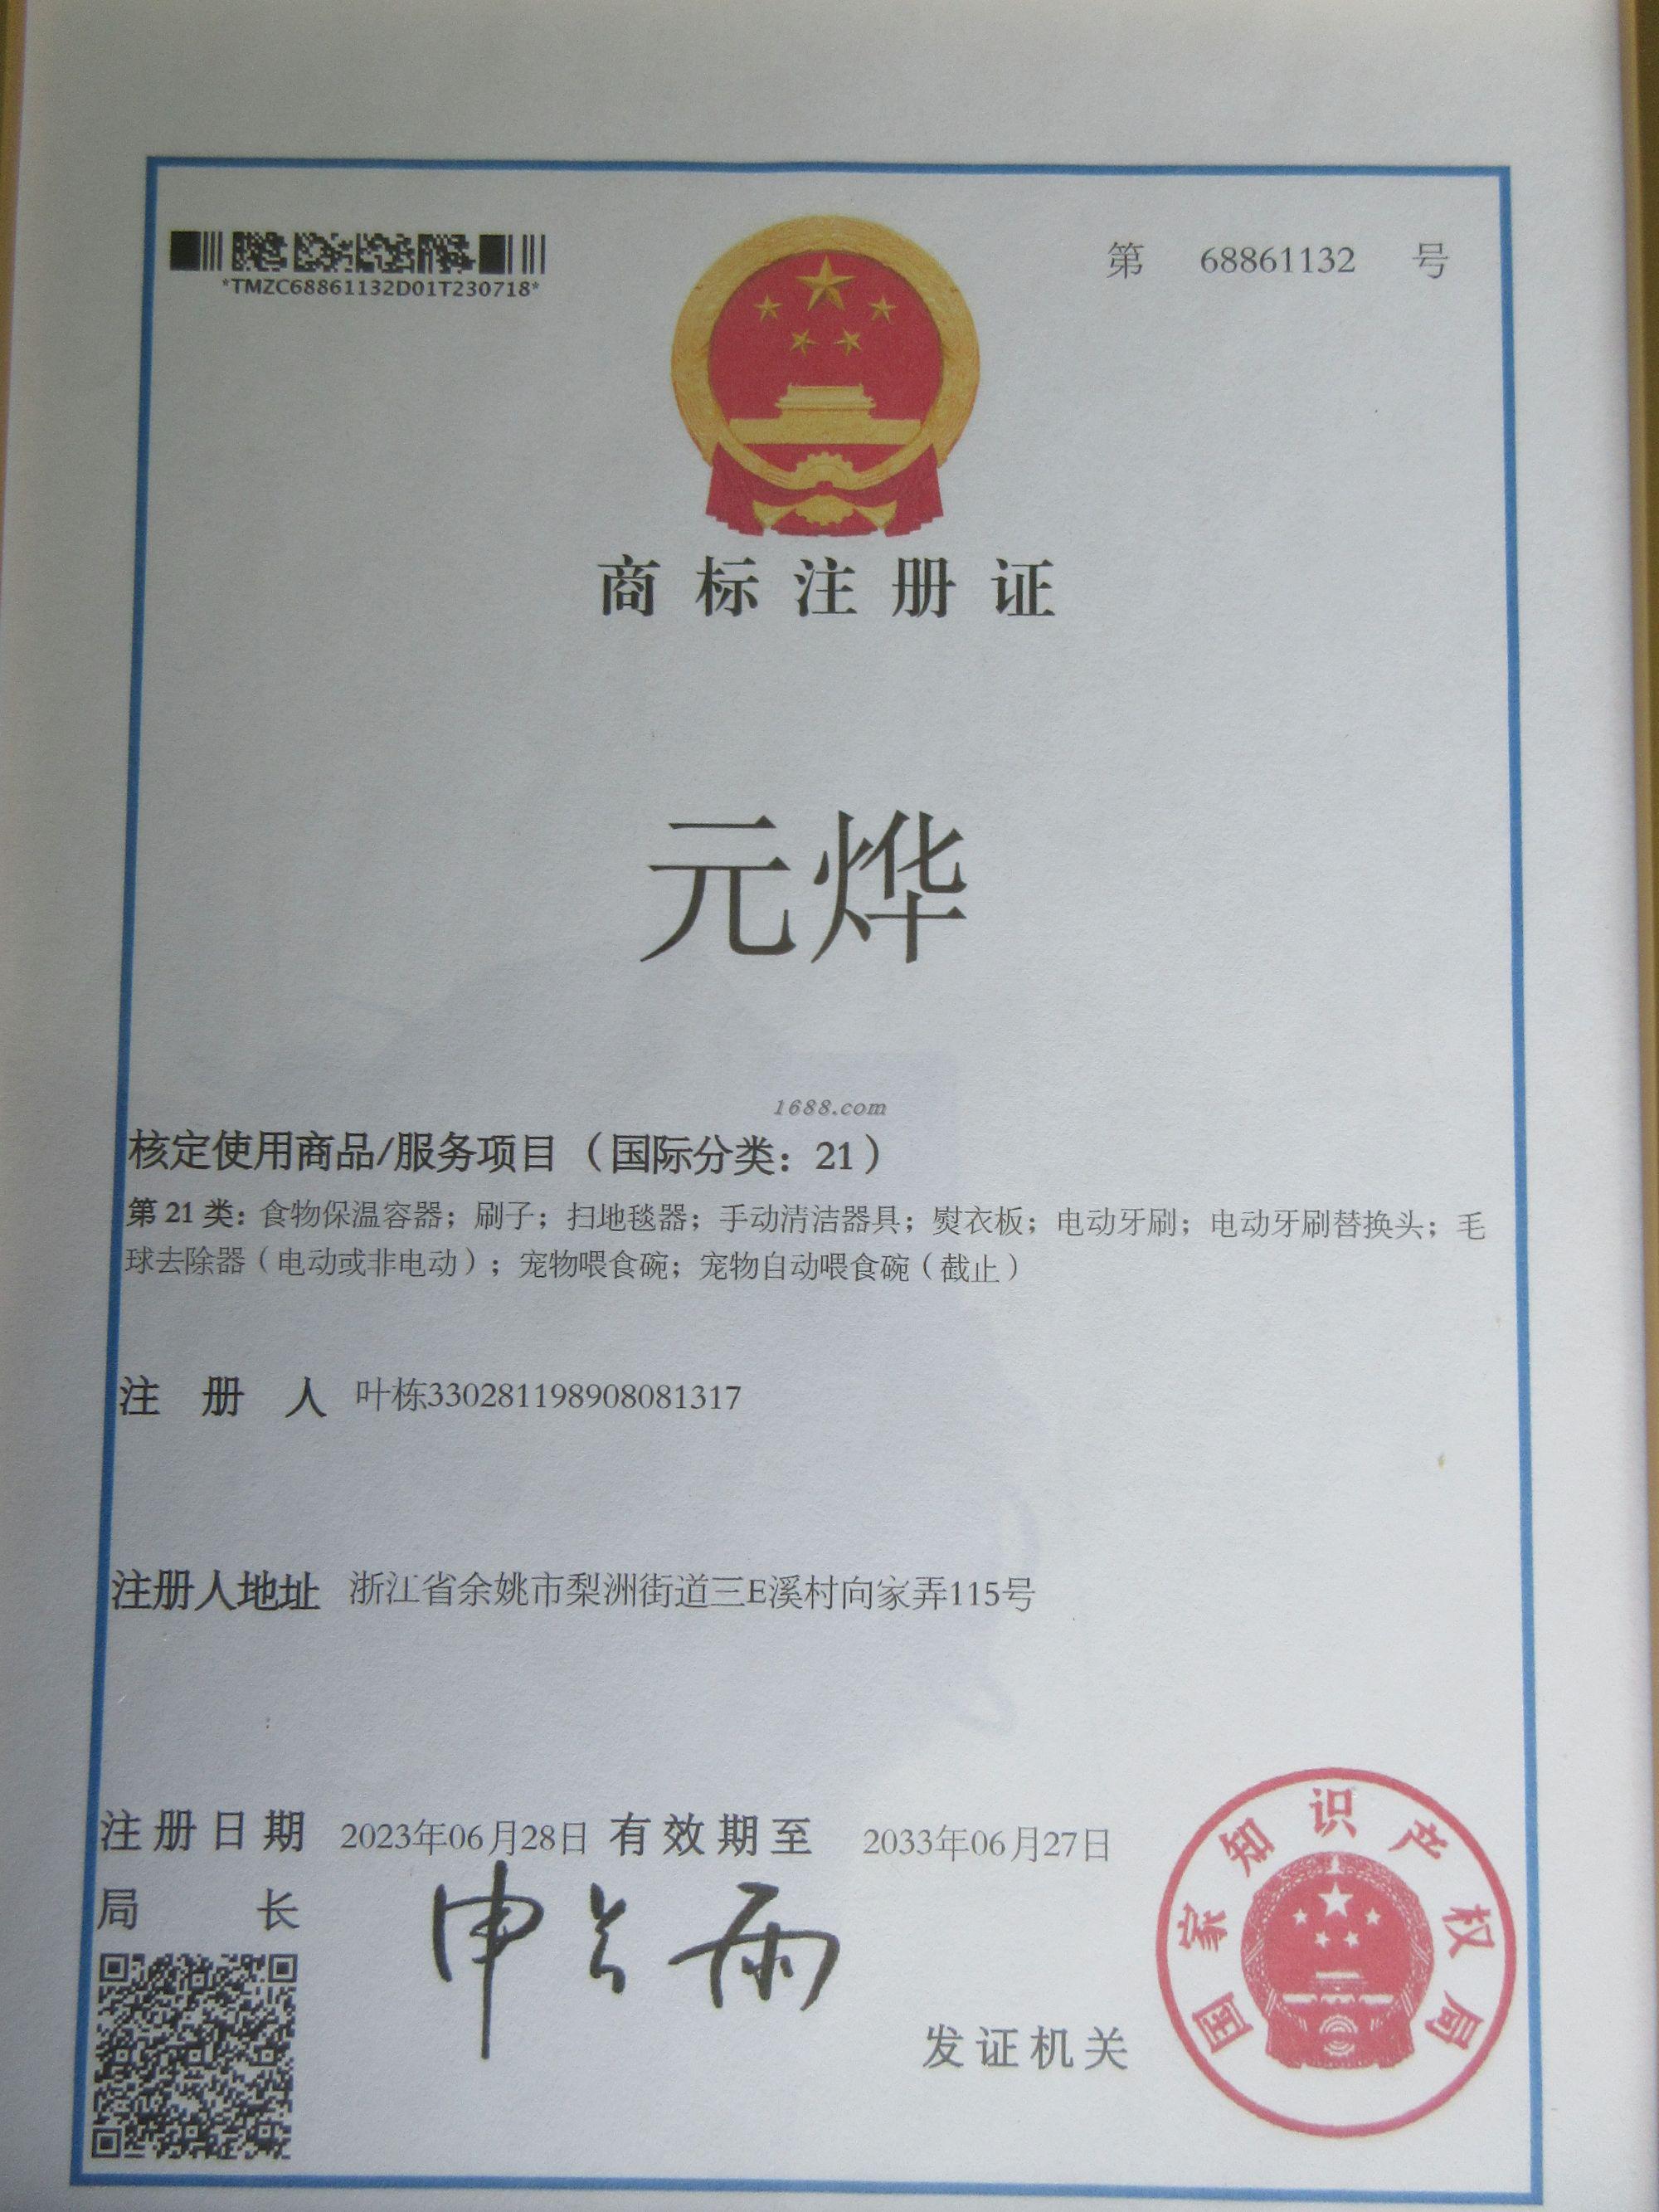 第 68861132 号
*TMZC68861132D01T230718*
商标注册证
元烨
1688.com
核定使用商品/服务项目（国际分类：21）
第21类：食物保温容器；刷子；扫地毯器；手动清洁器具；熨衣板；电动牙刷；电动牙刷替换头；毛
球去除器（电动或非电动）；宠物喂食碗；宠物自动喂食碗（截止）
注册人 叶栋330281198908081317
注册人地址 浙江省余姚市梨洲街道三E溪村向家弄115号
注册日期 2023年06月28日 有效期至 2033年06月27日
局长 申长雨
发证机关
国家知识产权局